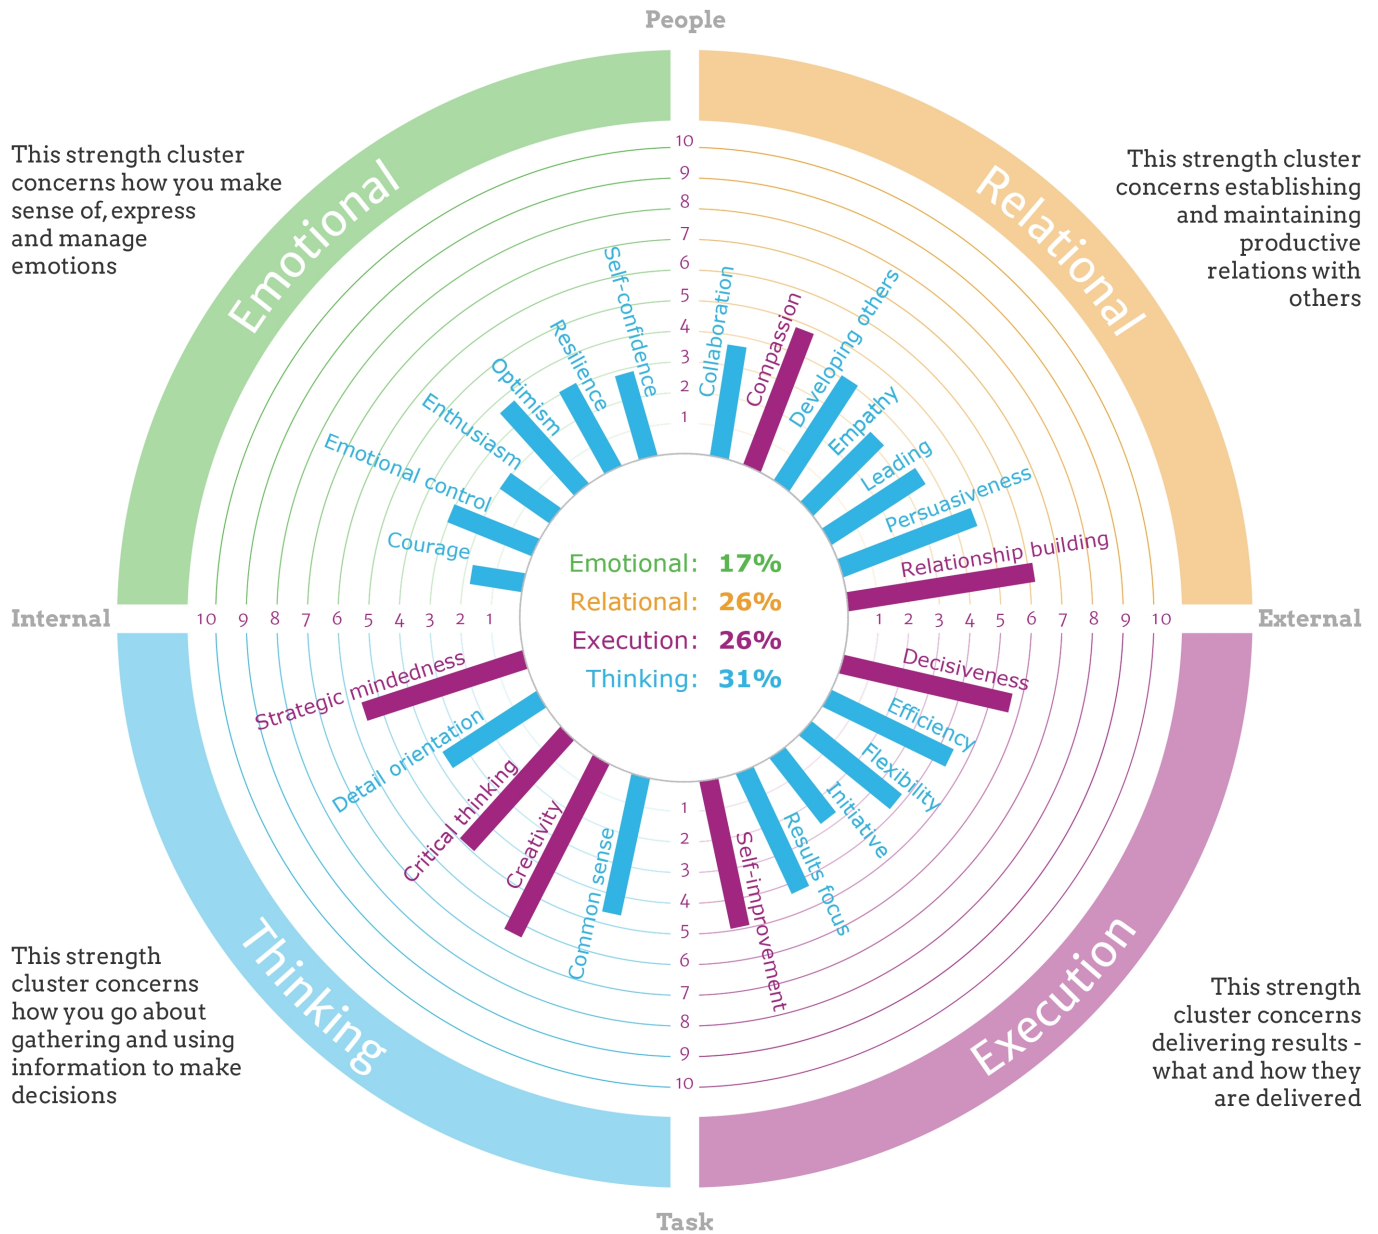 People
This strength cluster
concerns how you make
sense of, express
and manage
emotions
This strength cluster
concerns establishing
and maintaining
productive
relations with
others
Emotional
Relational
10
9
8
7
6
5
4
3
2
1
Courage
Emotional control
Enthusiasm
Optimism
Resilience
Self-confidence
Collaboration
Compassion
Developing others
Empathy
Leading
Persuasiveness
Relationship building
Emotional: 17%
Relational: 26%
Execution: 26%
Thinking: 31%
Internal
10 9 8 7 6 5 4 3 2 1
1 2 3 4 5 6 7 8 9 10
External
Strategic mindedness
Detail orientation
Critical thinking
Creativity
Common sense
Decisiveness
Efficiency
Flexibility
Initiative
Results focus
Self-improvement
1
2
3
4
5
6
7
8
9
10
Thinking
Execution
This strength
cluster concerns
how you go about
gathering and using
information to make
decisions
This strength
cluster concerns
delivering results -
what and how they
are delivered
Task